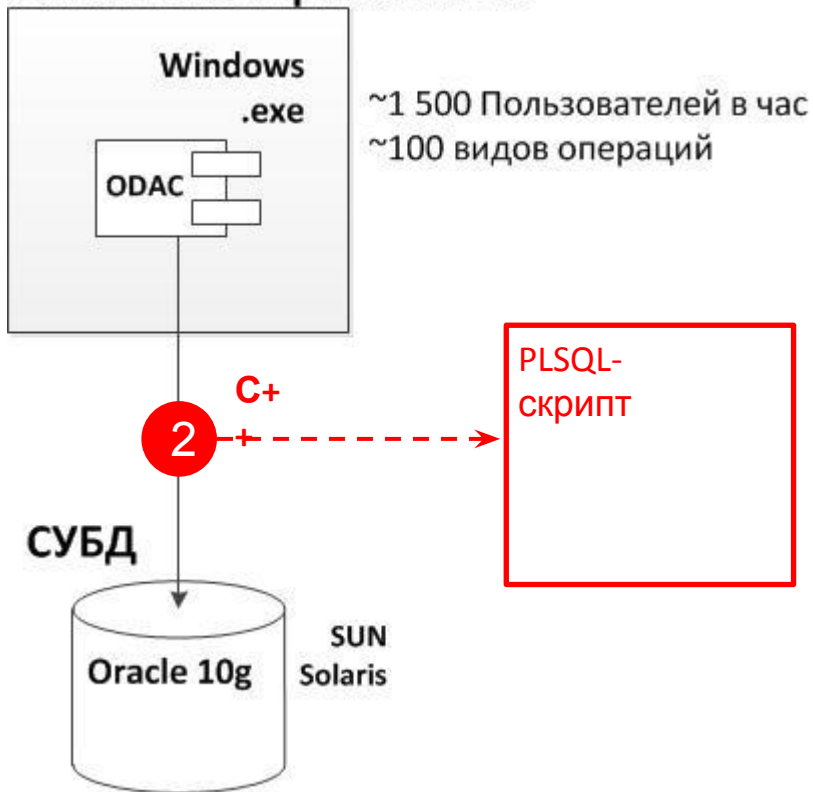 Windows
.exe
~1 500 Пользователей в час
~100 видов операций
ODAC
PLSQL-
скрипт
C+
+
2
СУБД
Oracle 10g
SUN
Solaris